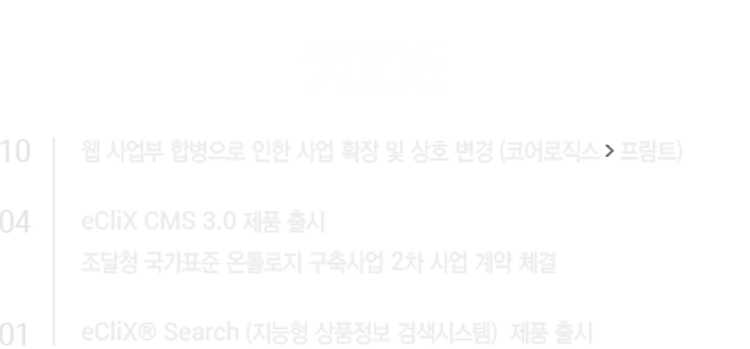 10 웹 사업부 합병으로 인한 사업 확장 및 상호 변경 (코어로직스 > 프람트)
04 eCliX CMS 3.0 제품 출시
조달청 국가표준 온톨로지 구축사업 2차 사업 계약 체결
01 eCliX® Search (지능형 상품정보 검색시스템) 제품 출시